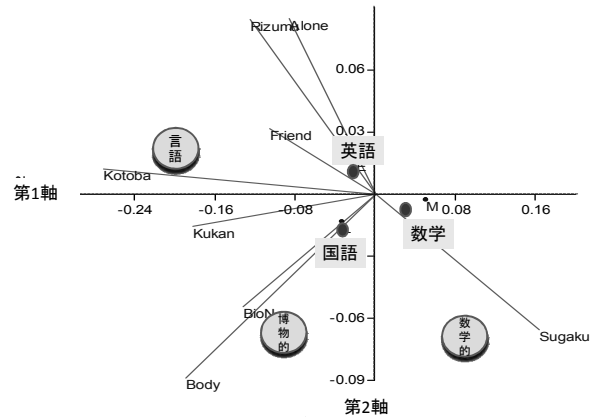 Rizum
Alone
0.06
0.03
Friend
英語
言語
Kotoba
第1軸
-0.24
-0.16
-0.08
M
0.08
0.16
Kukan
数学
国語
BioN
博物的
-0.06
数学的
Sugaku
Body
-0.09
第2軸